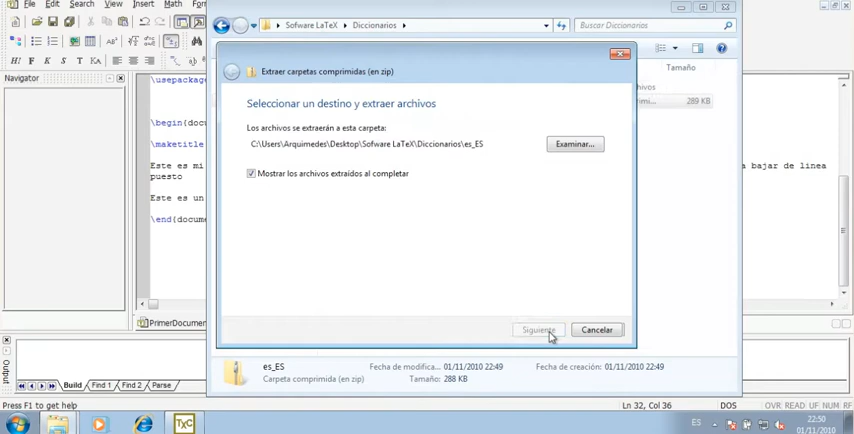 File Edit Search View Insert Math
Sofware LaTeX Diccionarios
Buscar Diccionarios
Navigator
\usepackage
Extraer carpetas comprimidas (en zip)
Tamaño
289 KB
Seleccionar un destino y extraer archivos
Los archivos se extraerán a esta carpeta:
C:\Users\Arquimedes\Desktop\Sofware LaTeX\Diccionarios\es_ES
Examinar...
Mostrar los archivos extraídos al completar
\begin{docu
\maketitle
Este es mi
a bajar de linea
puesto
Este es un
\end{docume
Siguiente Cancelar
PrimerDocumen
Output
es_ES Fecha de modifica... 01/11/2010 22:49 Fecha de creación: 01/11/2010 22:49
Carpeta comprimida (en zip) Tamaño: 288 KB
Build Find 1 Find 2 Parse
Press F1 to get help Ln 32, Col 36 DOS OVR READ UF NUM RF
TXC ES 22:50
01/11/2010